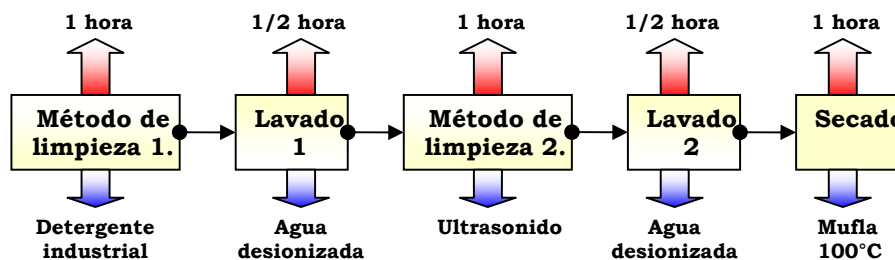 1 hora
1/2 hora
1 hora
1/2 hora
1 hora
Método de
limpieza 1.
Lavado
1
Método de
limpieza 2.
Lavado
2
Secado
Detergente
industrial
Agua
desionizada
Ultrasonido
Agua
desionizada
Mufla
100°C